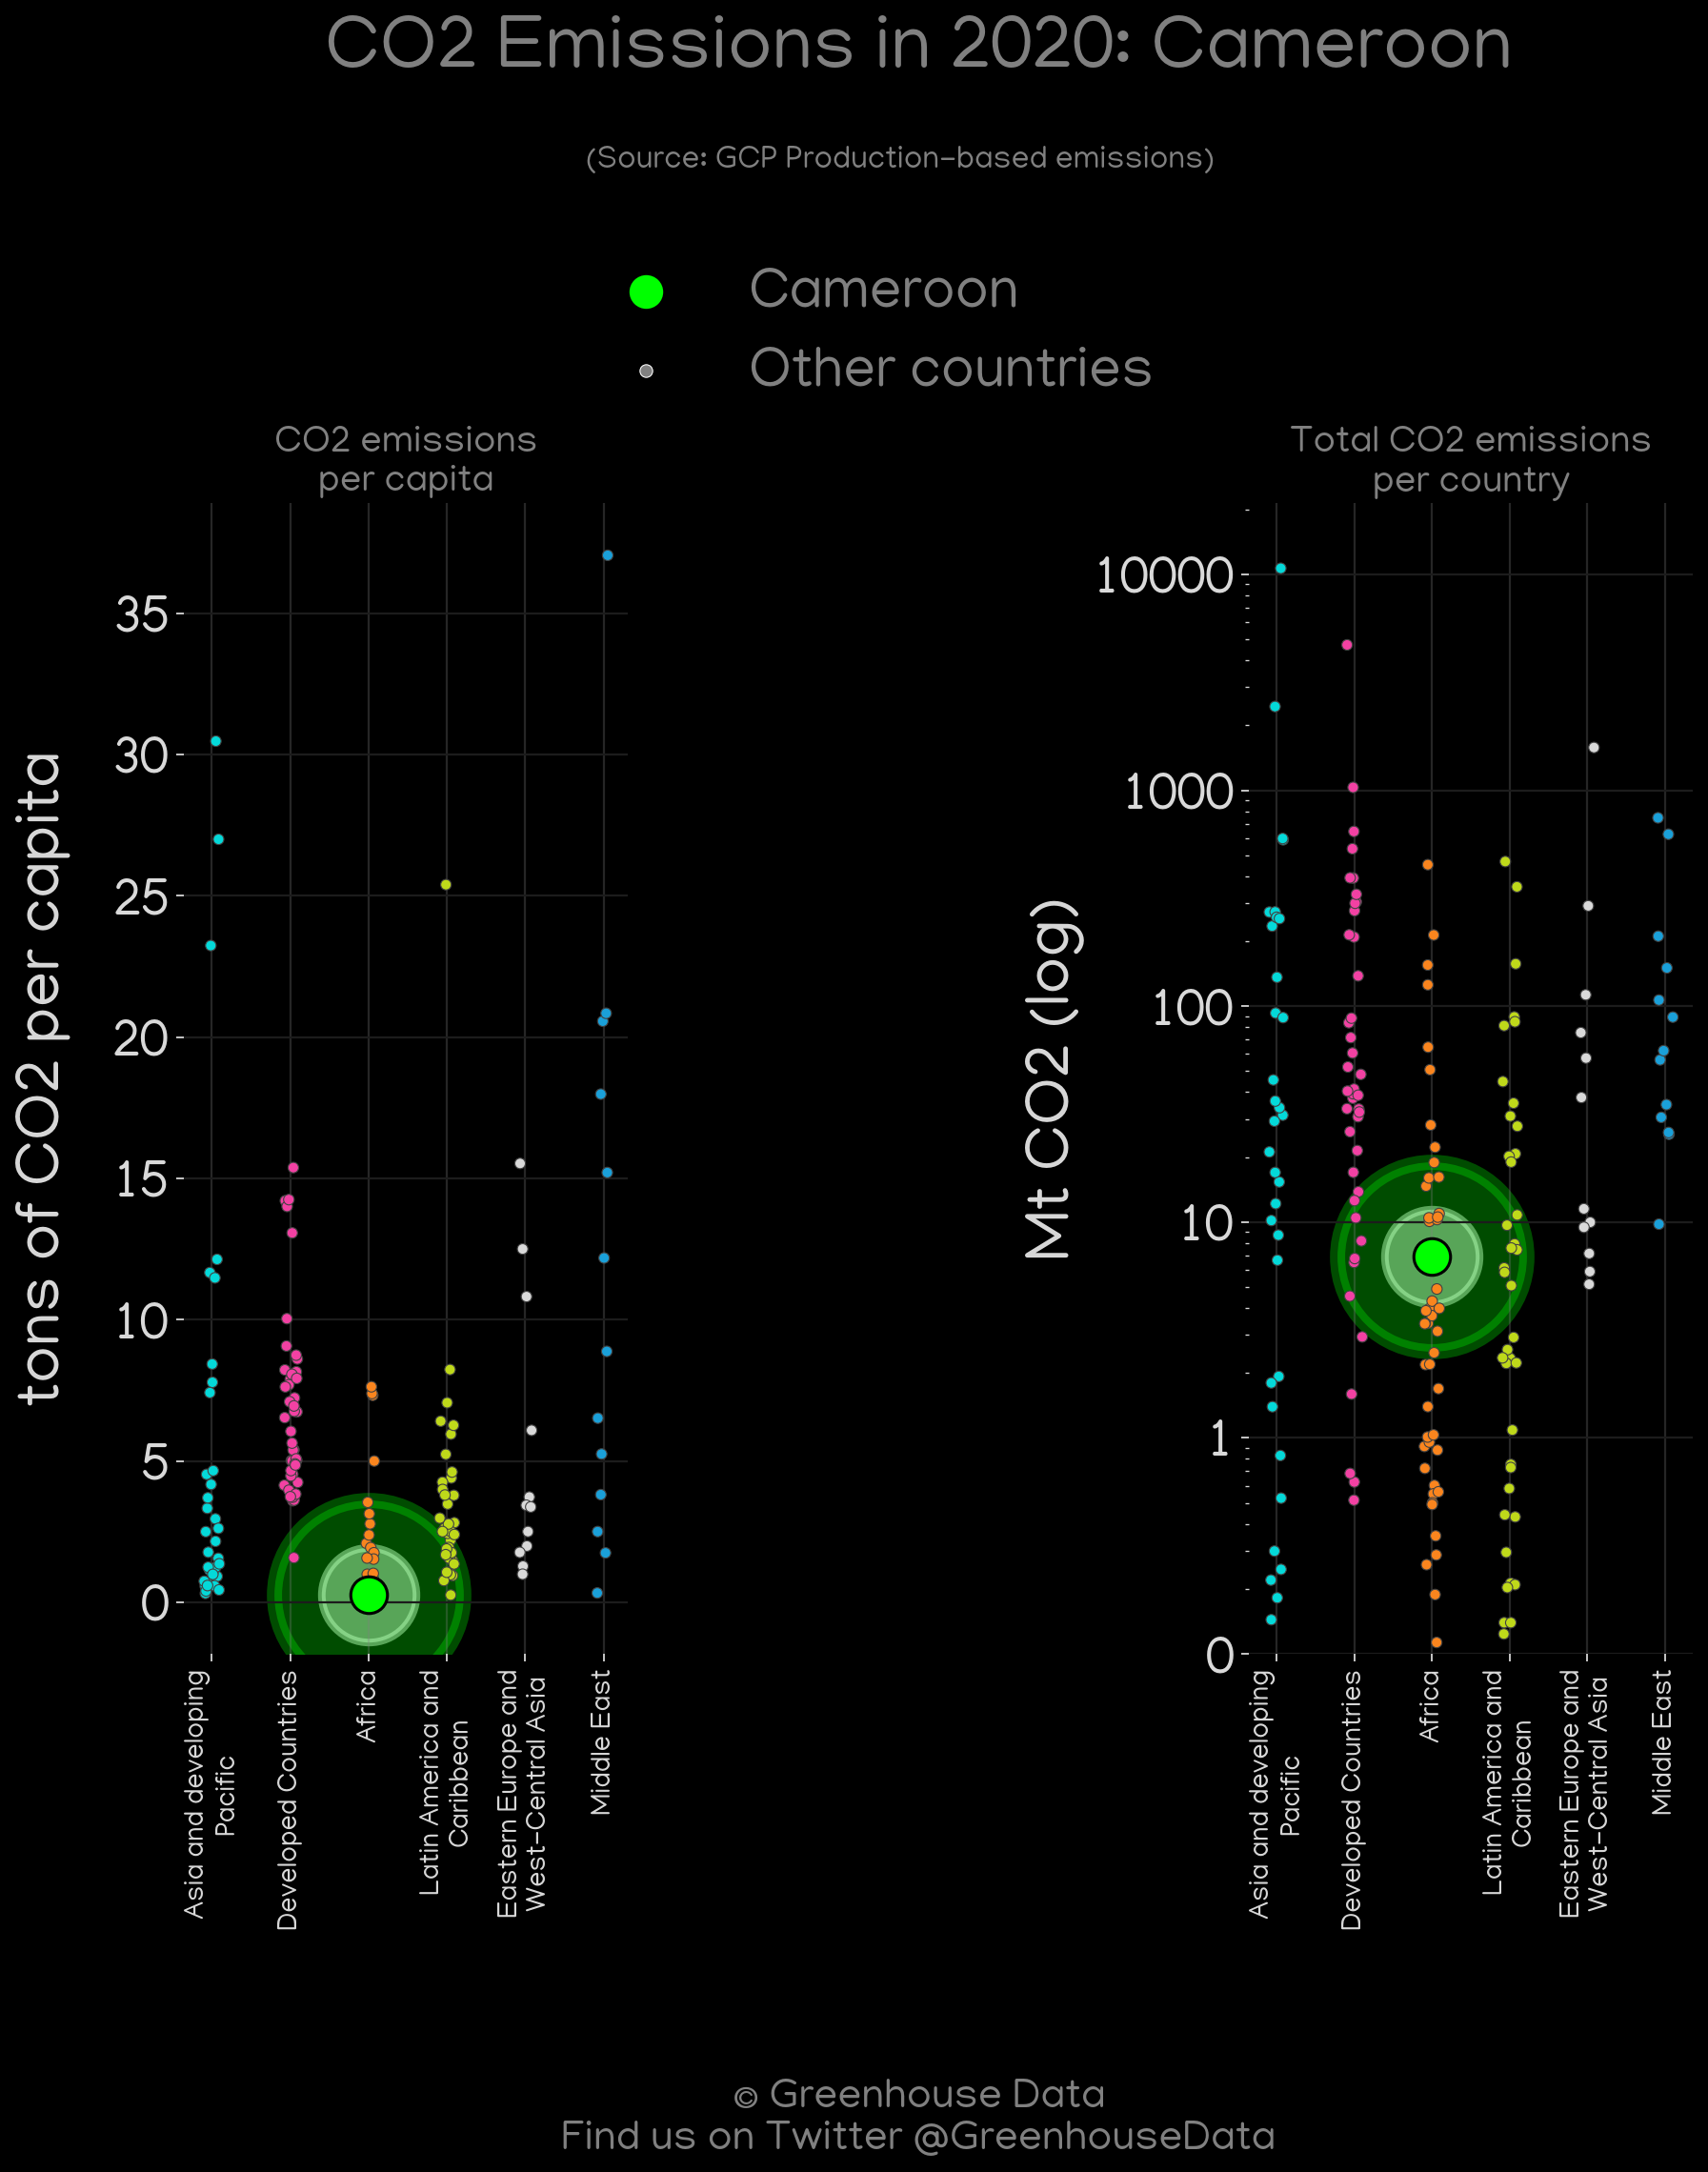 CO2 Emissions in 2020: Cameroon
(Source: GCP Production-based emissions)
Cameroon
Other countries
CO2 emissions
per capita
tons of CO2 per capita
35
30
25
20
15
10
5
0
Asia and developing
Pacific
Developed Countries
Africa
Latin America and
Caribbean
Eastern Europe and
West-Central Asia
Middle East
Total CO2 emissions
per country
Mt CO2 (log)
10000
1000
100
10
1
0
Asia and developing
Pacific
Developed Countries
Africa
Latin America and
Caribbean
Eastern Europe and
West-Central Asia
Middle East
© Greenhouse Data
Find us on Twitter @GreenhouseData